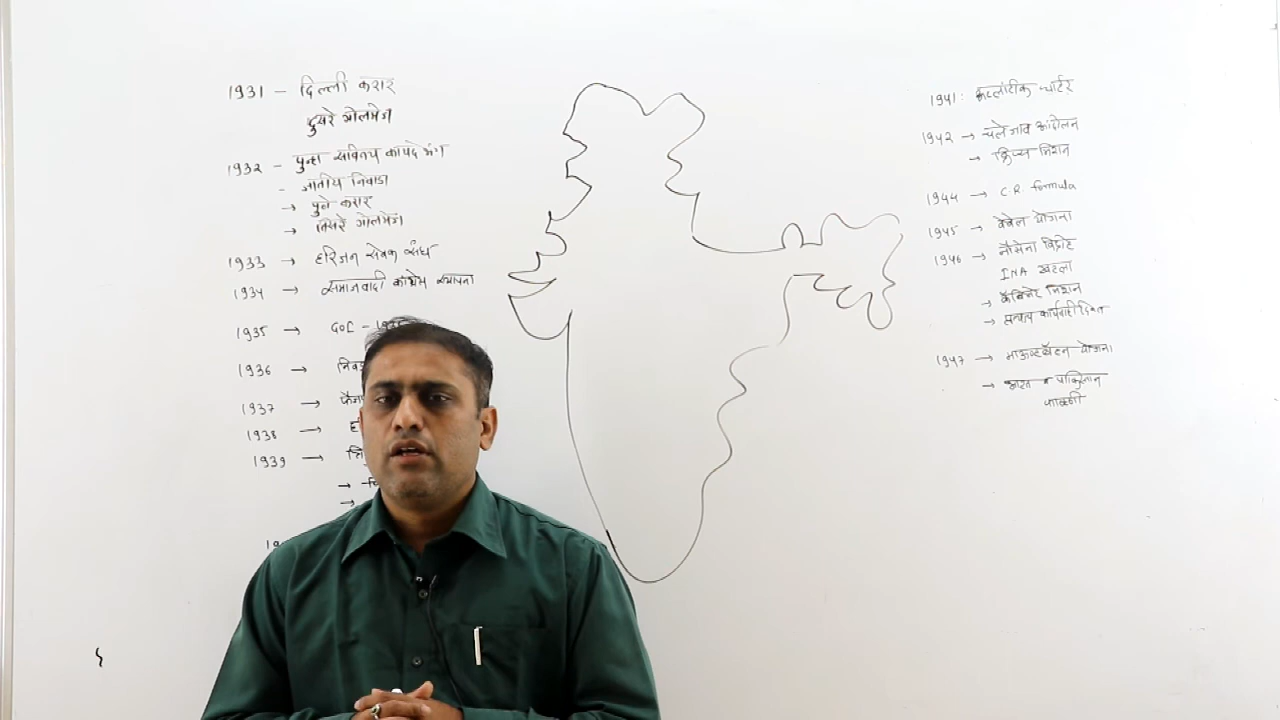 1931 - दिल्ली करार
दुसरे गोलमेज
1932 - पुन्हा सविनय कायदेभंग
- जातीय निवाडा
→ पुणे करार
→ तिसरे गोलमेज
1933 → हरिजन सेवक संघ
1934 → समाजवादी काँग्रेस स्थापना
1935 →
1936 →
1937 →
1938 →
1939 →
1941: अटलांटीक चार्टर
1942 → चले जाव आंदोलन
→ क्रिप्स मिशन
1944 → C.R. formula
1945 → वेवेल योजना
1946 → नौसेना विद्रोह
INA खटला
→ कॅबिनेट मिशन
→ प्रत्यक्ष कार्यवाही दिवस
1947 → माऊंटबॅटन योजना
→ भारत व पाकिस्तान
फाळणी